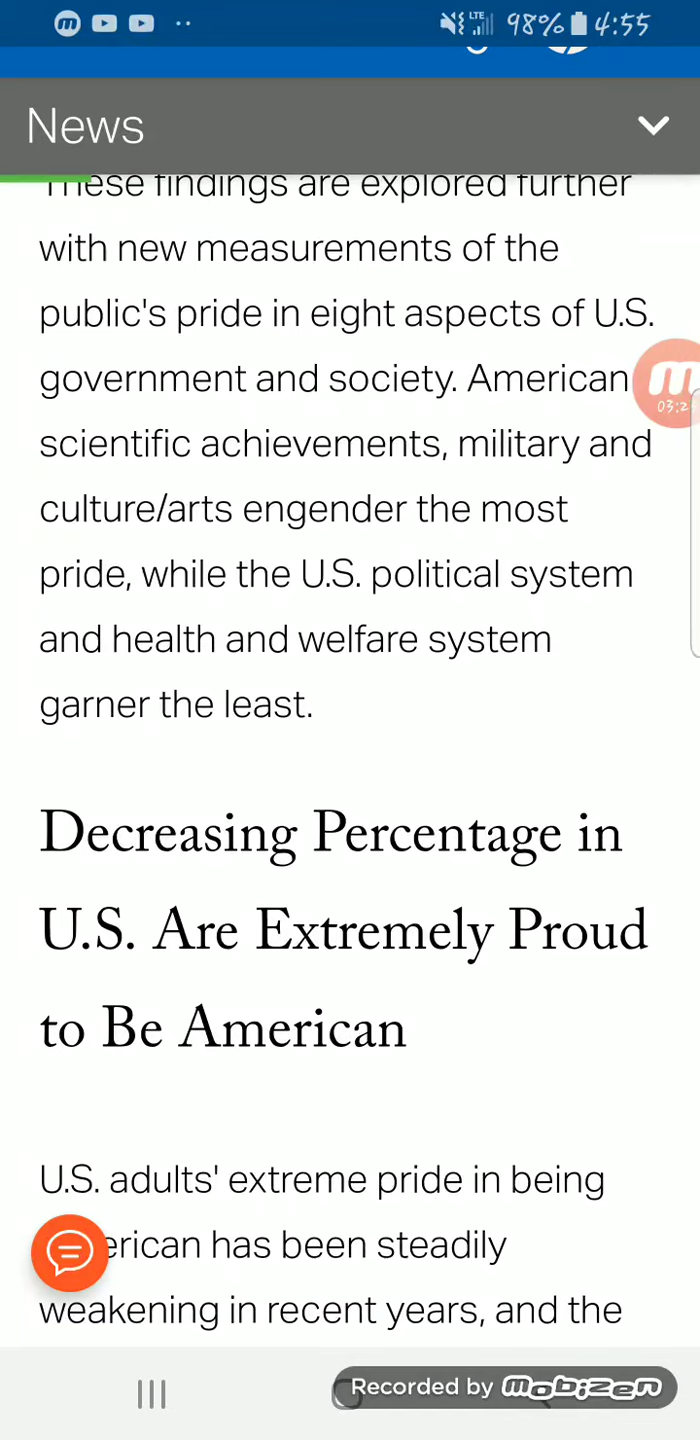 98% 4:55
News
These findings are explored further
with new measurements of the
public's pride in eight aspects of U.S.
government and society. American
scientific achievements, military and
culture/arts engender the most
pride, while the U.S. political system
and health and welfare system
garner the least.
Decreasing Percentage in
U.S. Are Extremely Proud
to Be American
U.S. adults' extreme pride in being
erican has been steadily
weakening in recent years, and the
Recorded by mobizen